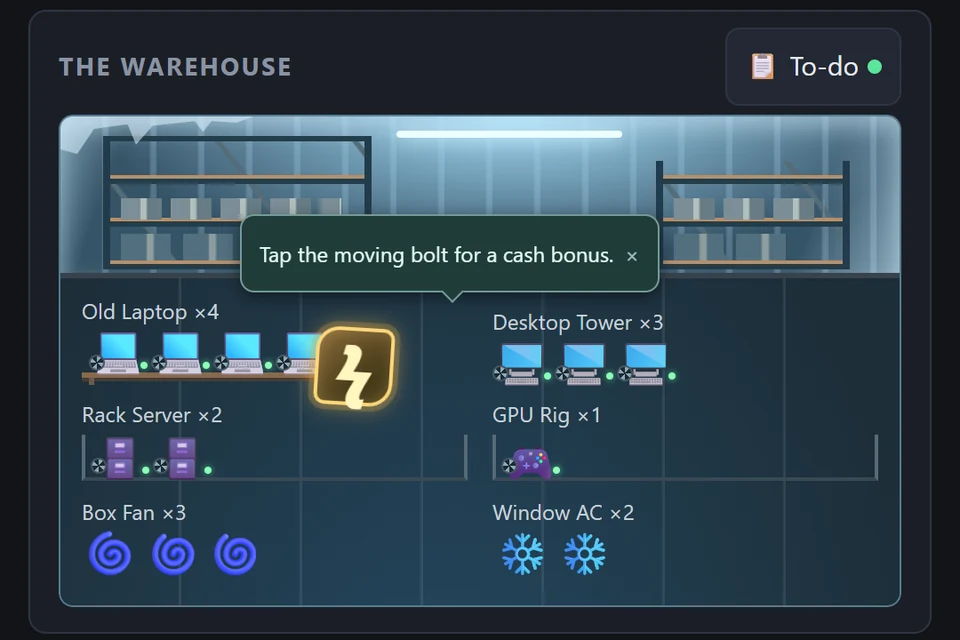 THE WAREHOUSE
To-do
Tap the moving bolt for a cash bonus. ×
Old Laptop ×4
Desktop Tower ×3
Rack Server ×2
GPU Rig ×1
Box Fan ×3
Window AC ×2